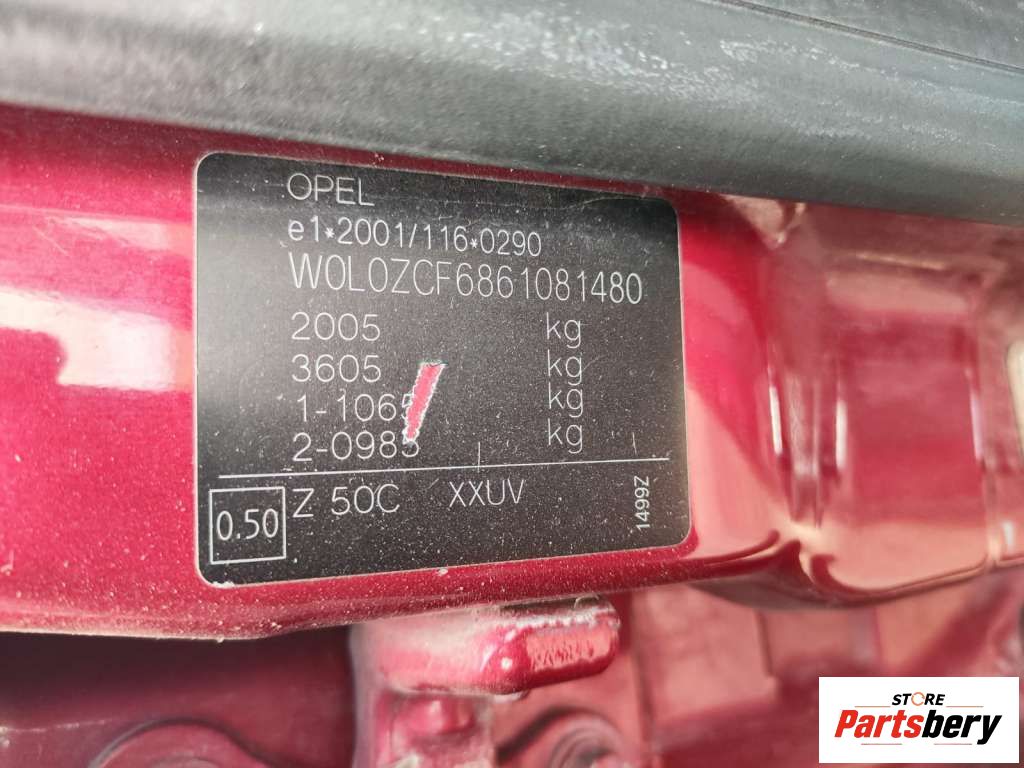 OPEL
e1*2001/116*0290
W0L0ZCF6861081480
2005 kg
3605 kg
1-1065 kg
2-0985 kg
Z 50C XXUV
0.50
1499Z
STORE
Partsbery